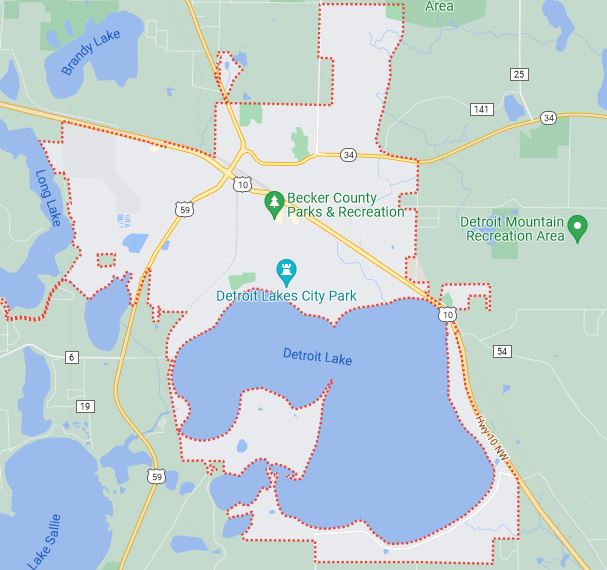 Area
Brandy Lake
25
141
34
34
Long Lake
10
59
Becker County
Parks & Recreation
Detroit Mountain
Recreation Area
Detroit Lakes City Park
10
Detroit Lake
54
6
19
Hwy 10 NW
59
Lake Sallie